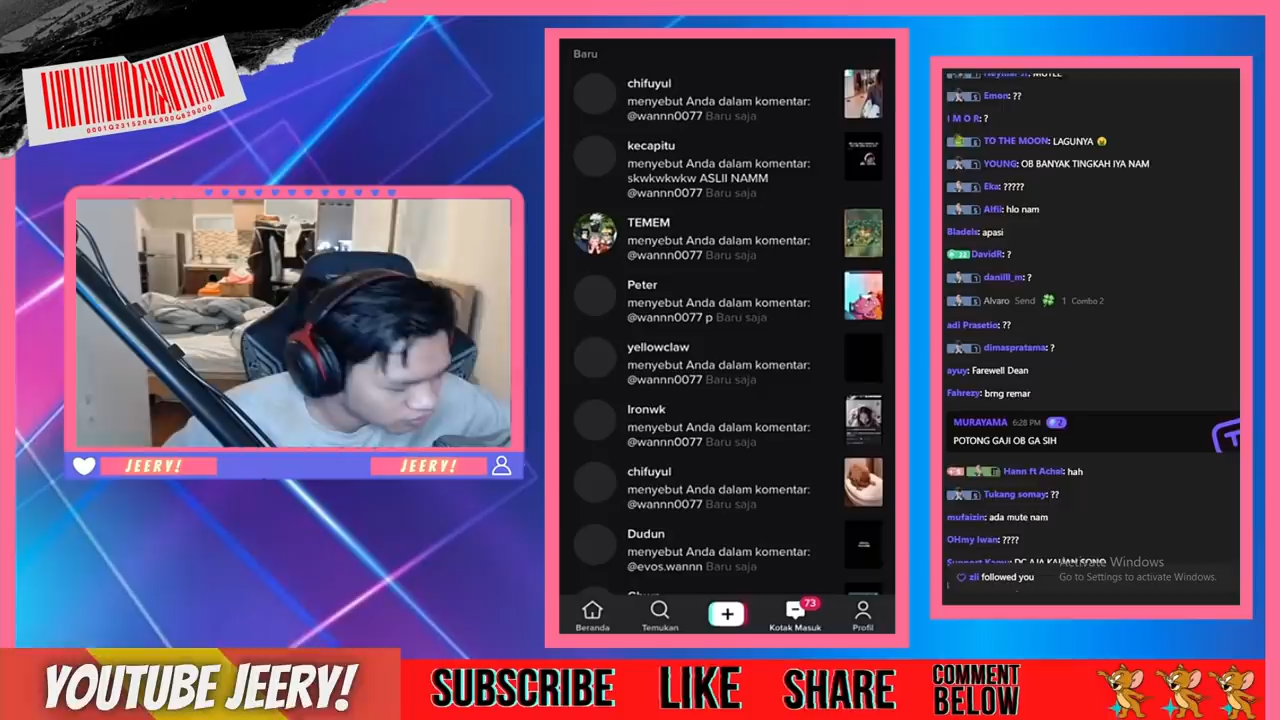 0001Q2315204L900G829000
JEERY!
JEERY!
Baru
chifuyul
menyebut Anda dalam komentar:
@wannn0077 Baru saja
kecapitu
menyebut Anda dalam komentar:
skwkwkwkw ASLII NAMM
@wannn0077 Baru saja
TEMEM
menyebut Anda dalam komentar:
@wannn0077 Baru saja
Peter
menyebut Anda dalam komentar:
@wannn0077 p Baru saja
yellowclaw
menyebut Anda dalam komentar:
@wannn0077 Baru saja
Ironwk
menyebut Anda dalam komentar:
@wannn0077 Baru saja
chifuyul
menyebut Anda dalam komentar:
@wannn0077 Baru saja
Dudun
menyebut Anda dalam komentar:
@evos.wannn Baru saja
73
Beranda
Temukan
Kotak Masuk
Profil
Emon: ??
I M O R: ?
TO THE MOON: LAGUNYA
YOUNG: OB BANYAK TINGKAH IYA NAM
Eka: ?????
Alfii: hlo nam
Bladels: apasi
22 DavidR: ?
danilll_m: ?
Alvaro Send 1 Combo 2
adi Prasetio: ??
dimaspratama: ?
ayuy: Farewell Dean
Fahrezy: brng remar
MURAYAMA 6:28 PM
POTONG GAJI OB GA SIH
Hann ft Achal: hah
Tukang somay: ??
mufaizin: ada mute nam
OHmy Iwan: ????
zii followed you
Activate Windows
Go to Settings to activate Windows.
YOUTUBE JEERY!
SUBSCRIBE
LIKE
SHARE
COMMENT
BELOW